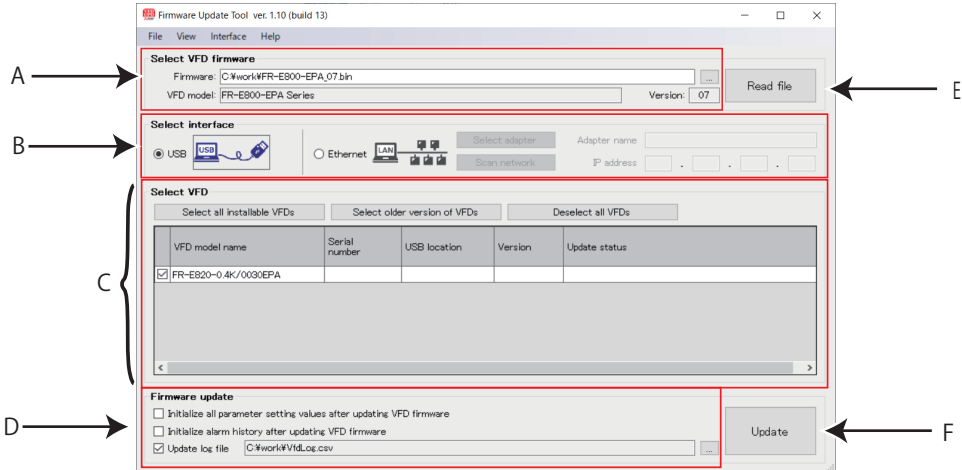 Firmware Update Tool ver. 1.10 (build 13)
File View Interface Help
Select VFD firmware
A
Firmware: C:¥work¥FR-E800-EPA_07.bin ...
VFD model: FR-E800-EPA Series Version: 07
Read file
E
Select interface
B
USB USB Ethernet LAN Select adapter Adapter name
Scan network IP address . . .
Select VFD
Select all installable VFDs Select older version of VFDs Deselect all VFDs
VFD model name Serial number USB location Version Update status
FR-E820-0.4K/0030EPA
C
< >
Firmware update
Initialize all parameter setting values after updating VFD firmware
D
Initialize alarm history after updating VFD firmware
Update log file C:¥work¥VfdLog.csv ...
Update
F